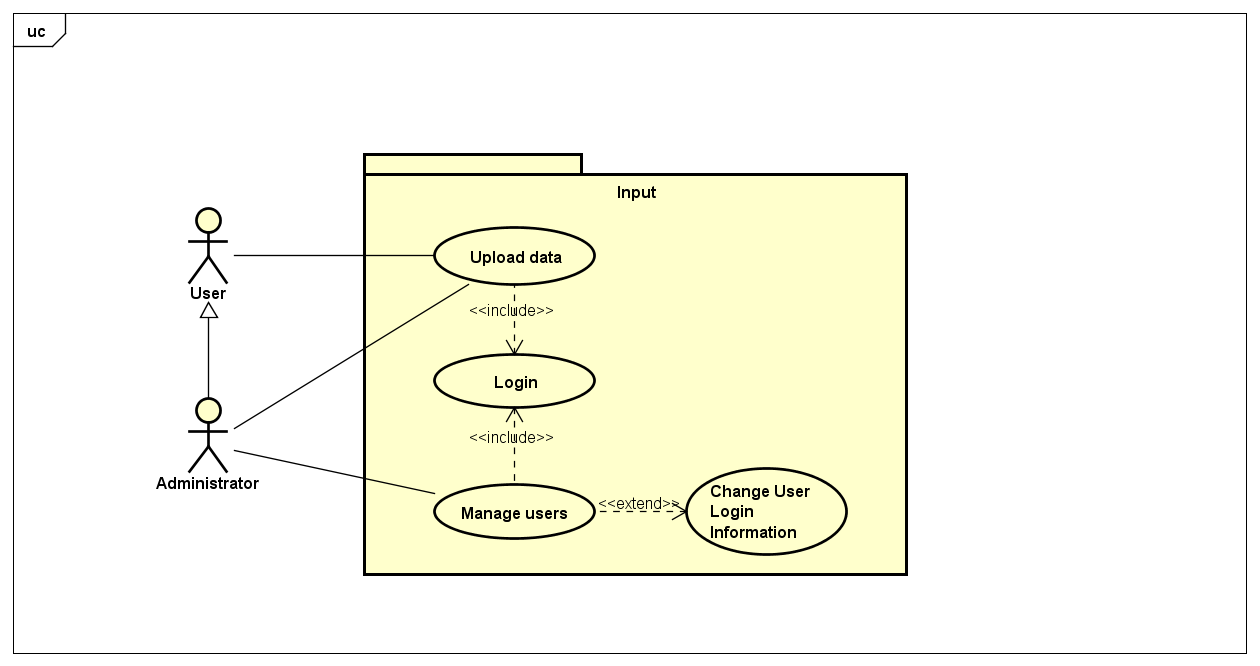 uc
Input
Upload data
User
<<include>>
Login
<<include>>
Administrator
Manage users
<<extend>>
Change User
Login
Information